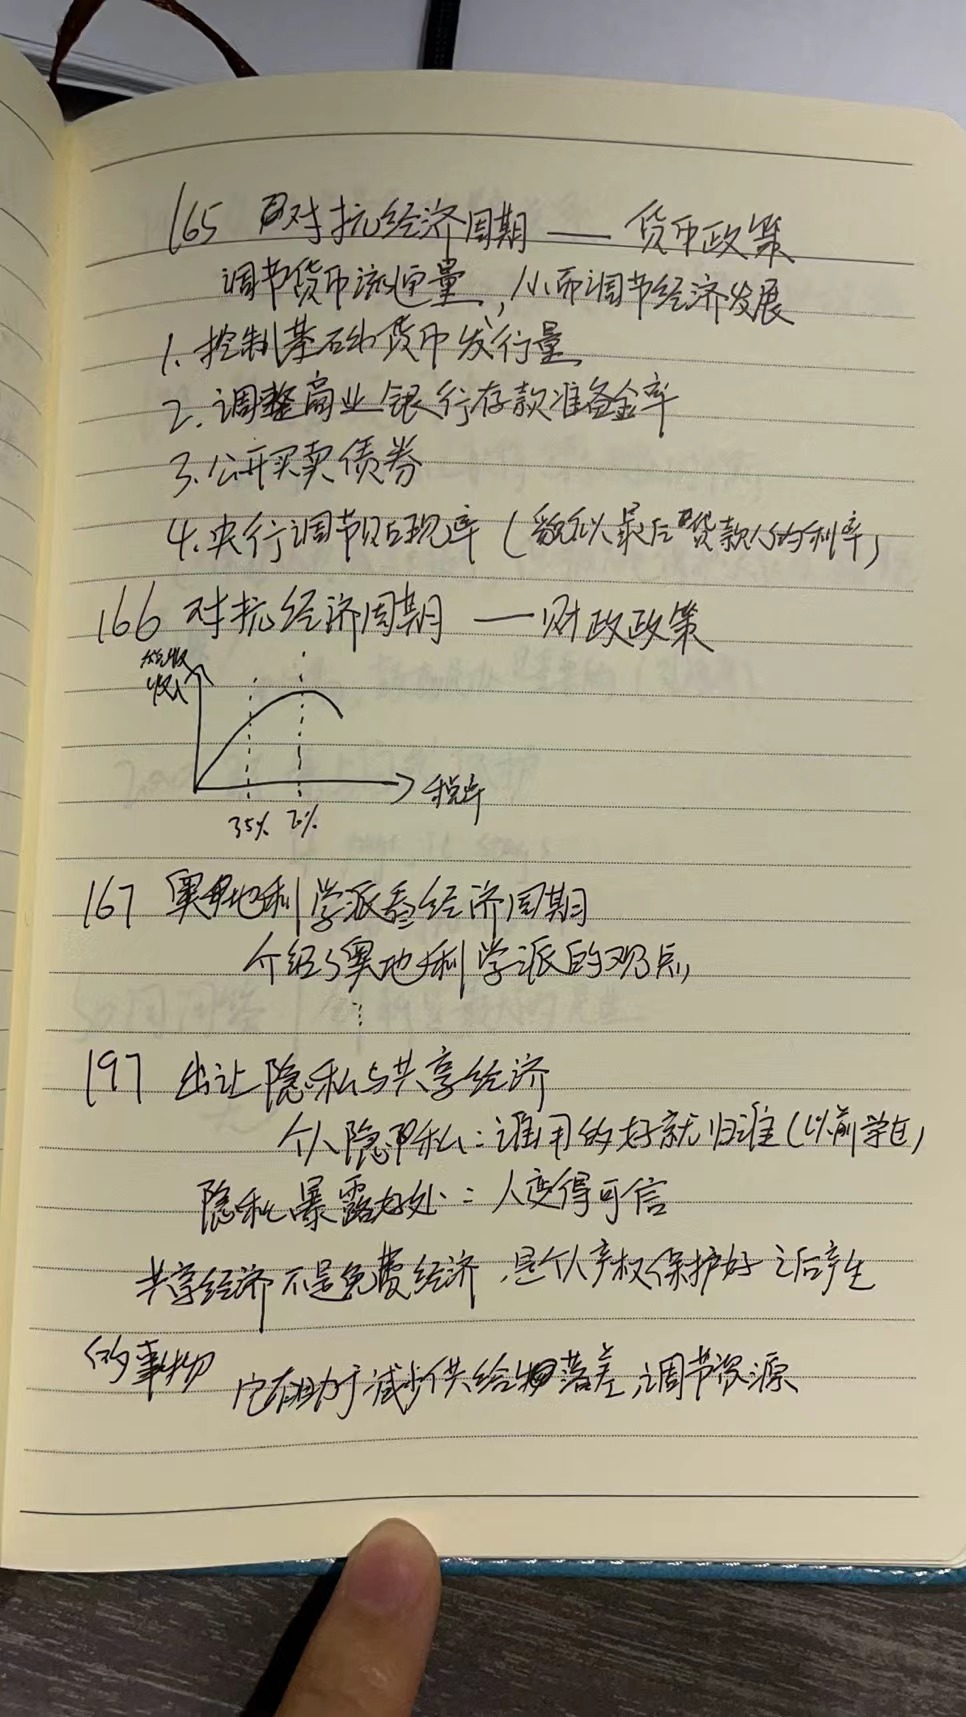 165 对抗经济周期 —— 货币政策
调节货币流通量,从而调节经济发展
1. 控制基础货币发行量
2. 调整商业银行存款准备金率
3. 公开买卖债券
4. 央行调节贴现率(貌似最后贷款人的利率)
166 对抗经济周期 —— 财政政策
税收
收入
税率
35% 70%
167 奥地利学派看经济周期
介绍了奥地利学派的观点
⋮
197 出让隐私与共享经济
个人隐私:谁用的好就归谁(以前学过)
隐私暴露好处:人变得可信
共享经济不是免费经济,是个人产权保护好之后产生
的事物
它有助于减少供给落差,调节资源